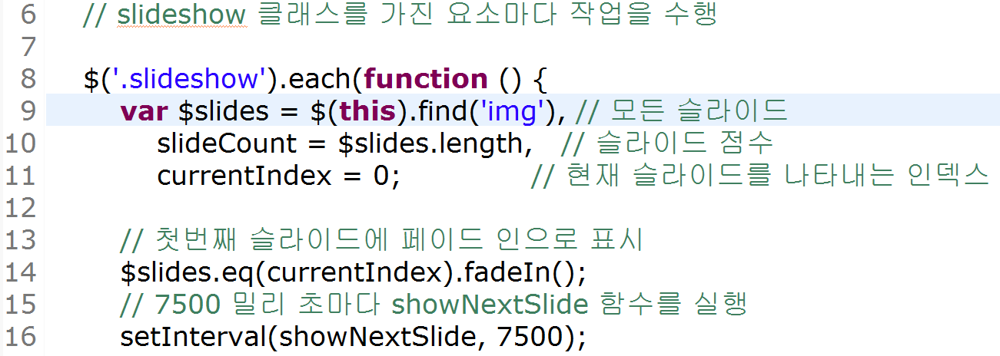 6 // slideshow 클래스를 가진 요소마다 작업을 수행
7
8 $('.slideshow').each(function () {
9 var $slides = $(this).find('img'), // 모든 슬라이드
10 slideCount = $slides.length, // 슬라이드 점수
11 currentIndex = 0; // 현재 슬라이드를 나타내는 인덱스
12
13 // 첫번째 슬라이드에 페이드 인으로 표시
14 $slides.eq(currentIndex).fadeIn();
15 // 7500 밀리 초마다 showNextSlide 함수를 실행
16 setInterval(showNextSlide, 7500);